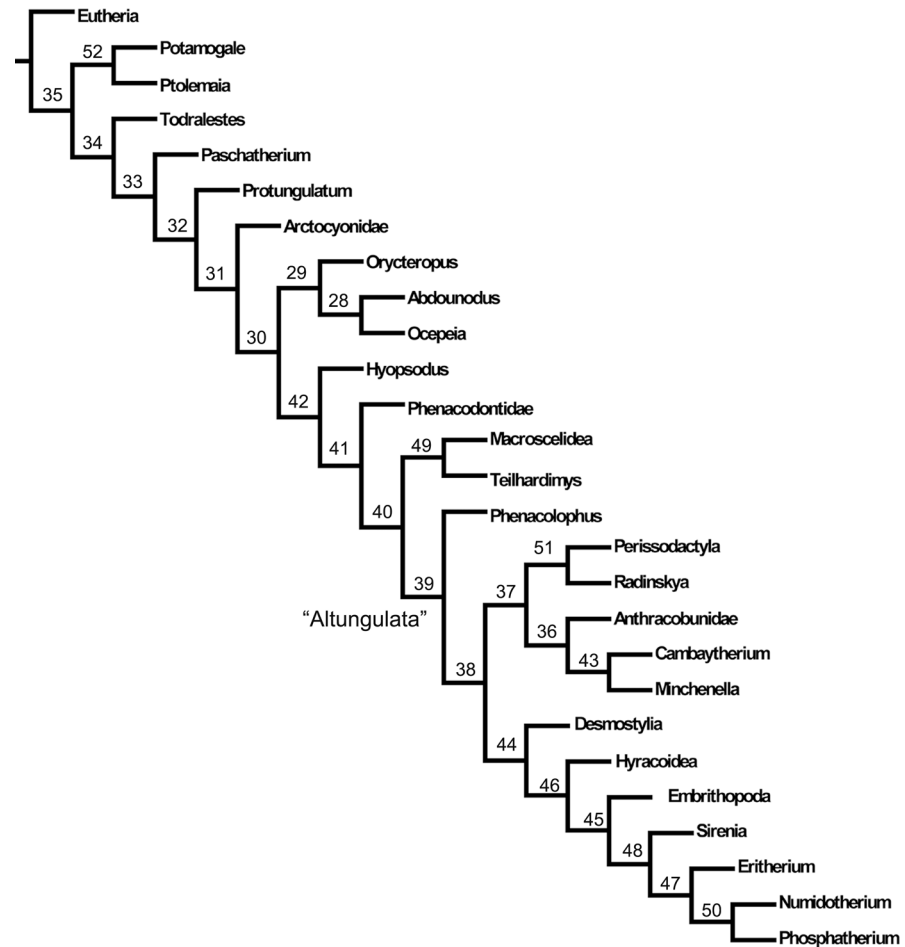 Eutheria
52 Potamogale
Ptolemaia
35
Todralestes
34
Paschatherium
33
Protungulatum
32
Arctocyonidae
31
Orycteropus
29
Abdounodus
28
Ocepeia
30
Hyopsodus
42
Phenacodontidae
41
Macroscelidea
49
Teilhardimys
40
Phenacolophus
Perissodactyla
51
Radinskya
39
37
"Altungulata"
Anthracobunidae
36
Cambaytherium
43
38
Minchenella
Desmostylia
44
Hyracoidea
46
Embrithopoda
45
Sirenia
48
Eritherium
47
Numidotherium
50
Phosphatherium